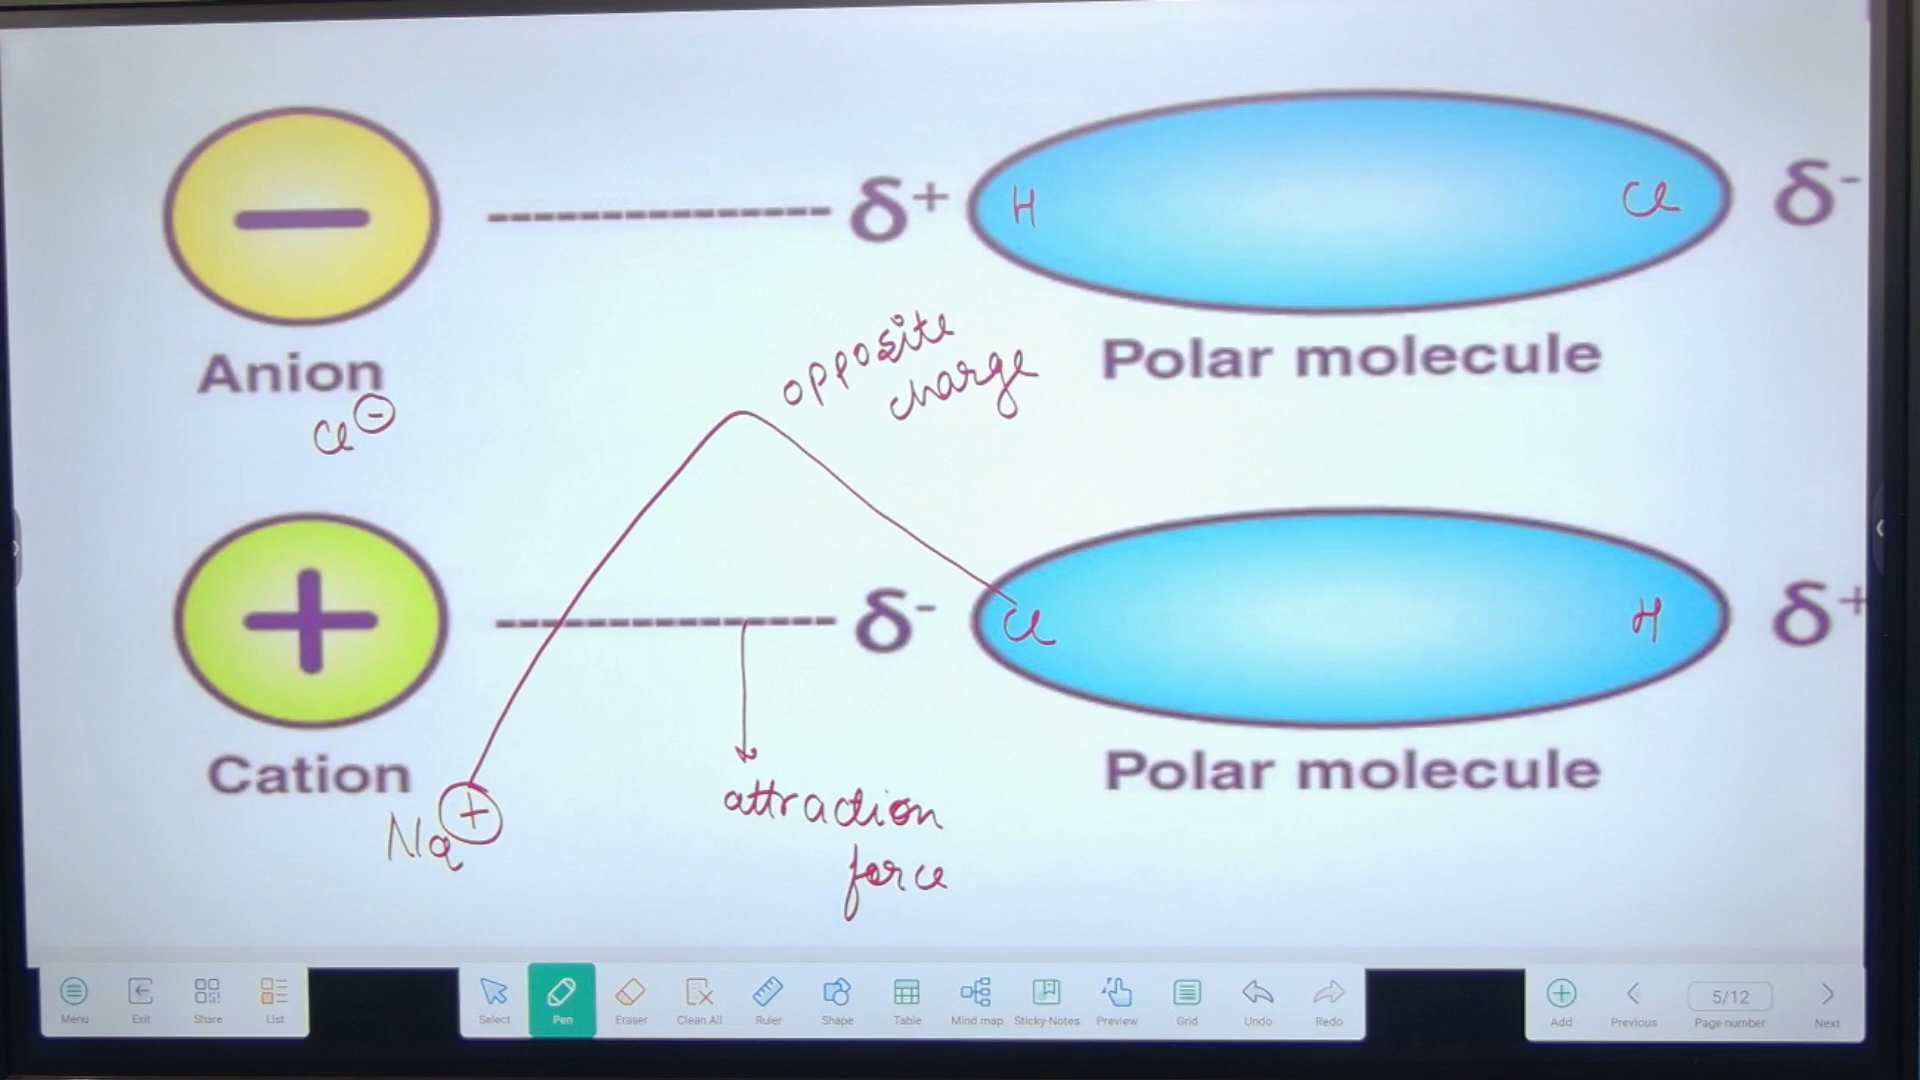 δ+ H Cl δ-
Polar molecule
Anion
Cl⊖
opposite
charge
δ- Cl H δ+
Polar molecule
Cation
Na⊕
attraction
force
Menu Exit Share List Select Pen Eraser Clean All Ruler Shape Table Mind map Sticky-Notes Preview Grid Undo Redo Add Previous 5/12 Page number Next